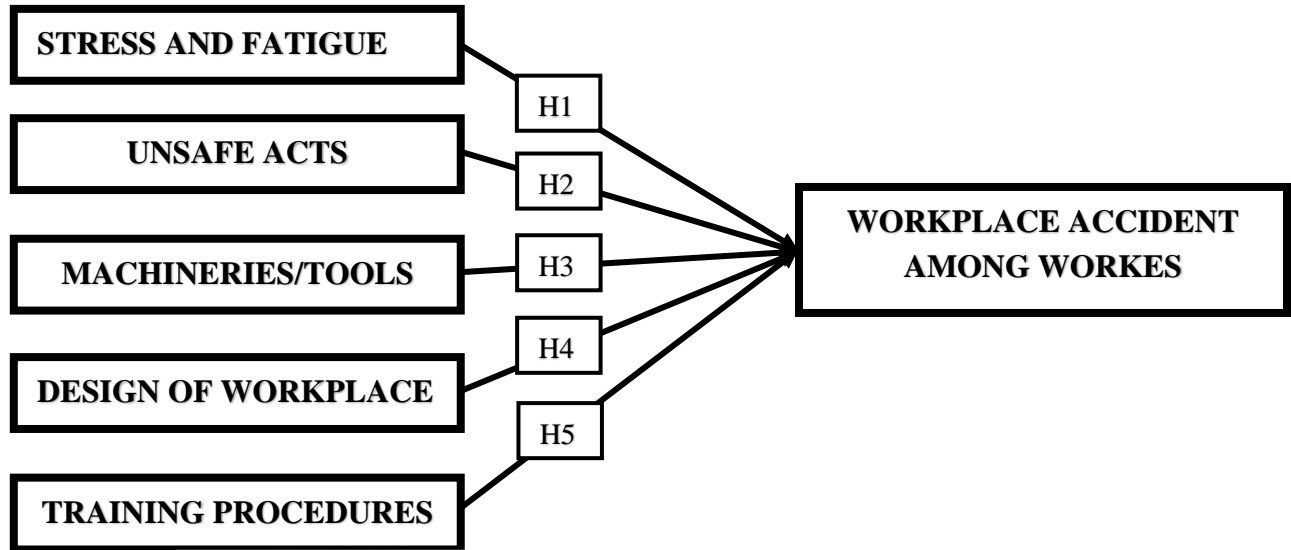 STRESS AND FATIGUE
H1
UNSAFE ACTS
H2
WORKPLACE ACCIDENT
AMONG WORKES
MACHINERIES/TOOLS
H3
DESIGN OF WORKPLACE
H4
H5
TRAINING PROCEDURES